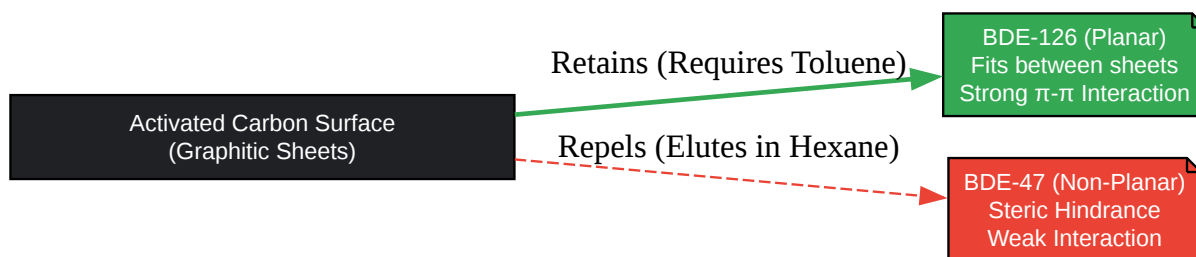 Activated Carbon Surface
(Graphitic Sheets)
Retains (Requires Toluene)
Repels (Elutes in Hexane)
BDE-126 (Planar)
Fits between sheets
Strong π-π Interaction
BDE-47 (Non-Planar)
Steric Hindrance
Weak Interaction